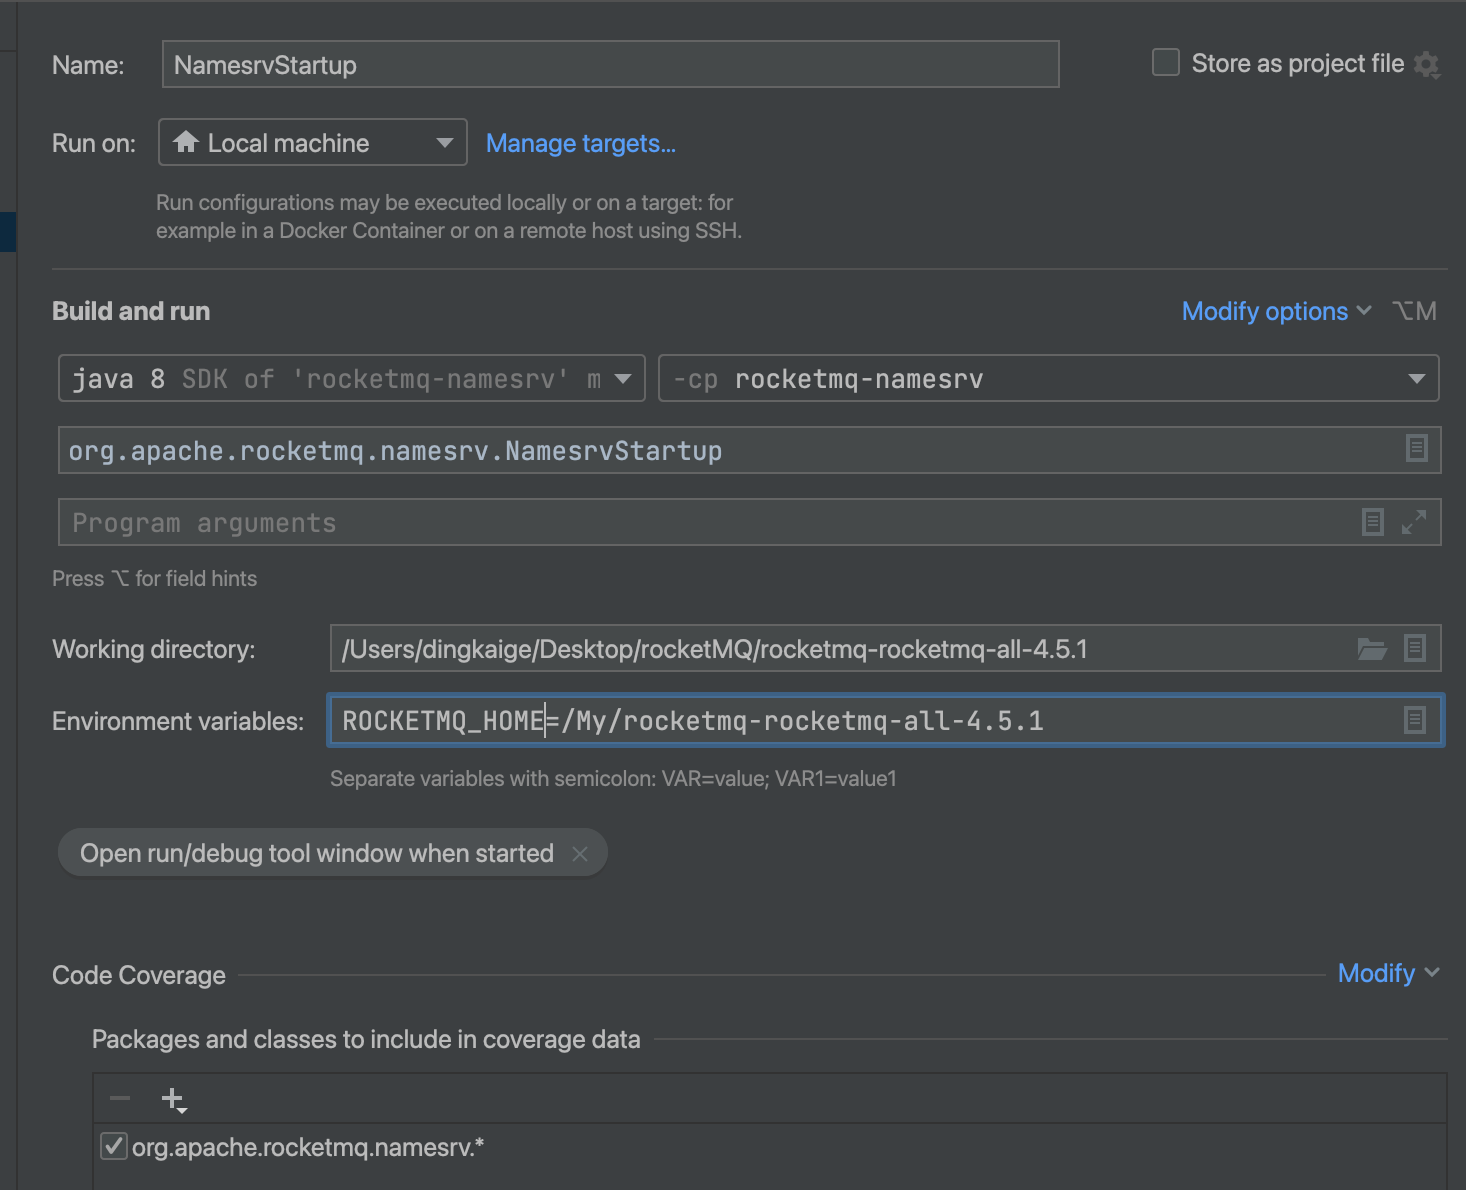 Name: NamesrvStartup Store as project file
Run on: Local machine Manage targets...
Run configurations may be executed locally or on a target: for
example in a Docker Container or on a remote host using SSH.
Build and run Modify options ⌥M
java 8 SDK of 'rocketmq-namesrv' m -cp rocketmq-namesrv
org.apache.rocketmq.namesrv.NamesrvStartup
Program arguments
Press ⌥ for field hints
Working directory: /Users/dingkaige/Desktop/rocketMQ/rocketmq-rocketmq-all-4.5.1
Environment variables: ROCKETMQ_HOME=/My/rocketmq-rocketmq-all-4.5.1
Separate variables with semicolon: VAR=value; VAR1=value1
Open run/debug tool window when started
Code Coverage Modify
Packages and classes to include in coverage data
org.apache.rocketmq.namesrv.*